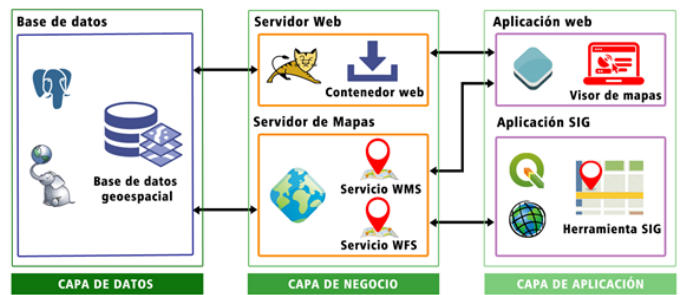 Base de datos
Base de datos
geoespacial
CAPA DE DATOS
Servidor Web
Contenedor web
Servidor de Mapas
Servicio WMS
Servicio WFS
CAPA DE NEGOCIO
Aplicación web
Visor de mapas
Aplicación SIG
Herramienta SIG
CAPA DE APLICACIÓN